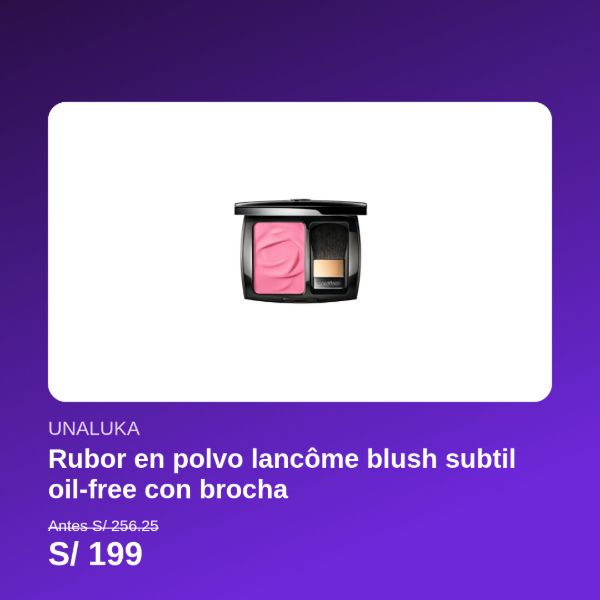 UNALUKA
Rubor en polvo lancôme blush subtil
oil-free con brocha
Antes S/ 256.25
S/ 199